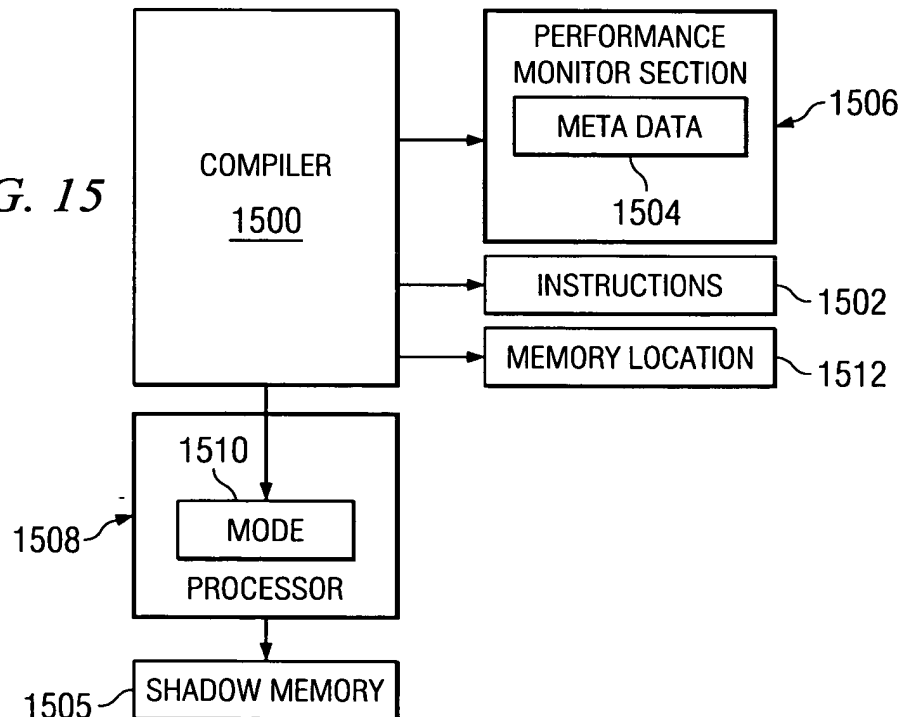 PERFORMANCE
MONITOR SECTION
META DATA
1504
1506
G. 15
COMPILER
1500
INSTRUCTIONS
1502
MEMORY LOCATION
1512
1510
MODE
1508
PROCESSOR
SHADOW MEMORY
1505